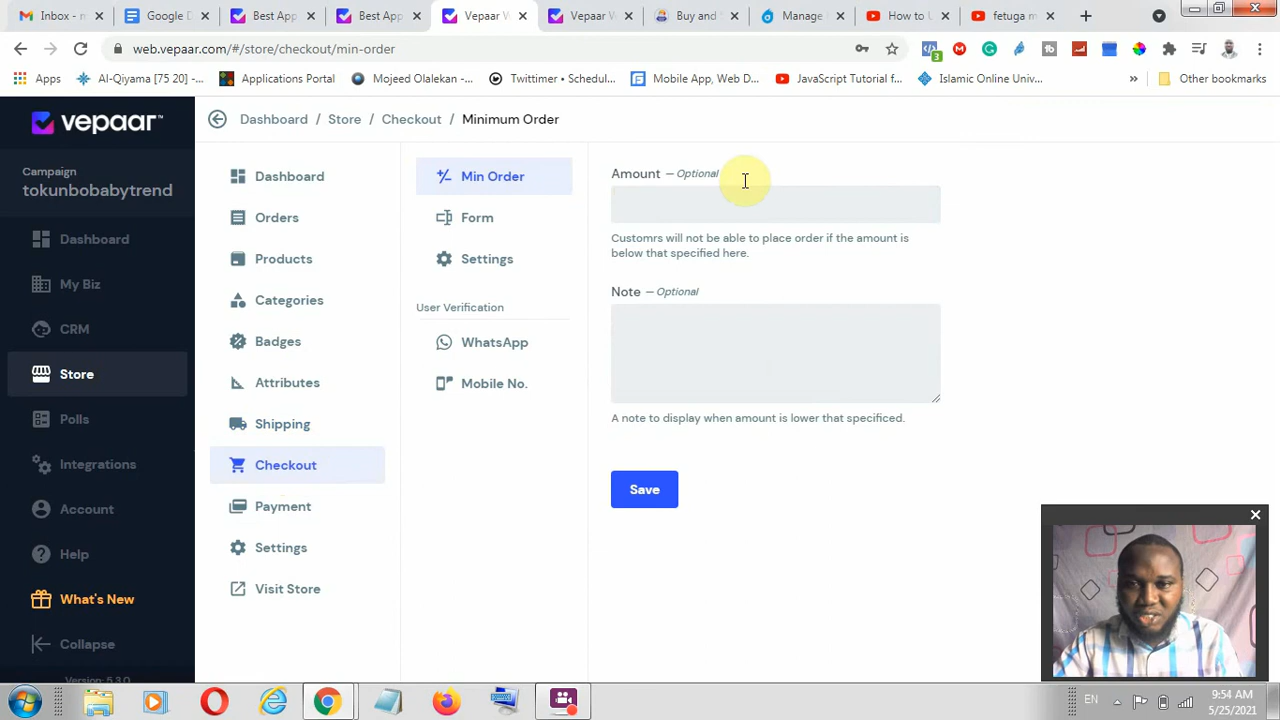 Inbox - m
Google D
Best App
Best App
Vepaar W
Vepaar W
Buy and
Manage
How to U
fetuga m
web.vepaar.com/#/store/checkout/min-order
3
Apps
Al-Qiyama [75 20] -...
Applications Portal
Mojeed Olalekan - ...
Twittimer • Schedul...
Mobile App, Web D...
JavaScript Tutorial f...
Islamic Online Univ...
»
Other bookmarks
vepaar™
Campaign
tokunbobabytrend
Dashboard
My Biz
CRM
Store
Polls
Integrations
Account
Help
What's New
Collapse
Version: 5.3.0
Dashboard / Store / Checkout / Minimum Order
Dashboard
Orders
Products
Categories
Badges
Attributes
Shipping
Checkout
Payment
Settings
Visit Store
Min Order
Form
Settings
User Verification
WhatsApp
Mobile No.
Amount — Optional
Customrs will not be able to place order if the amount is
below that specified here.
Note — Optional
A note to display when amount is lower that specificed.
Save
EN
9:54 AM
5/25/2021